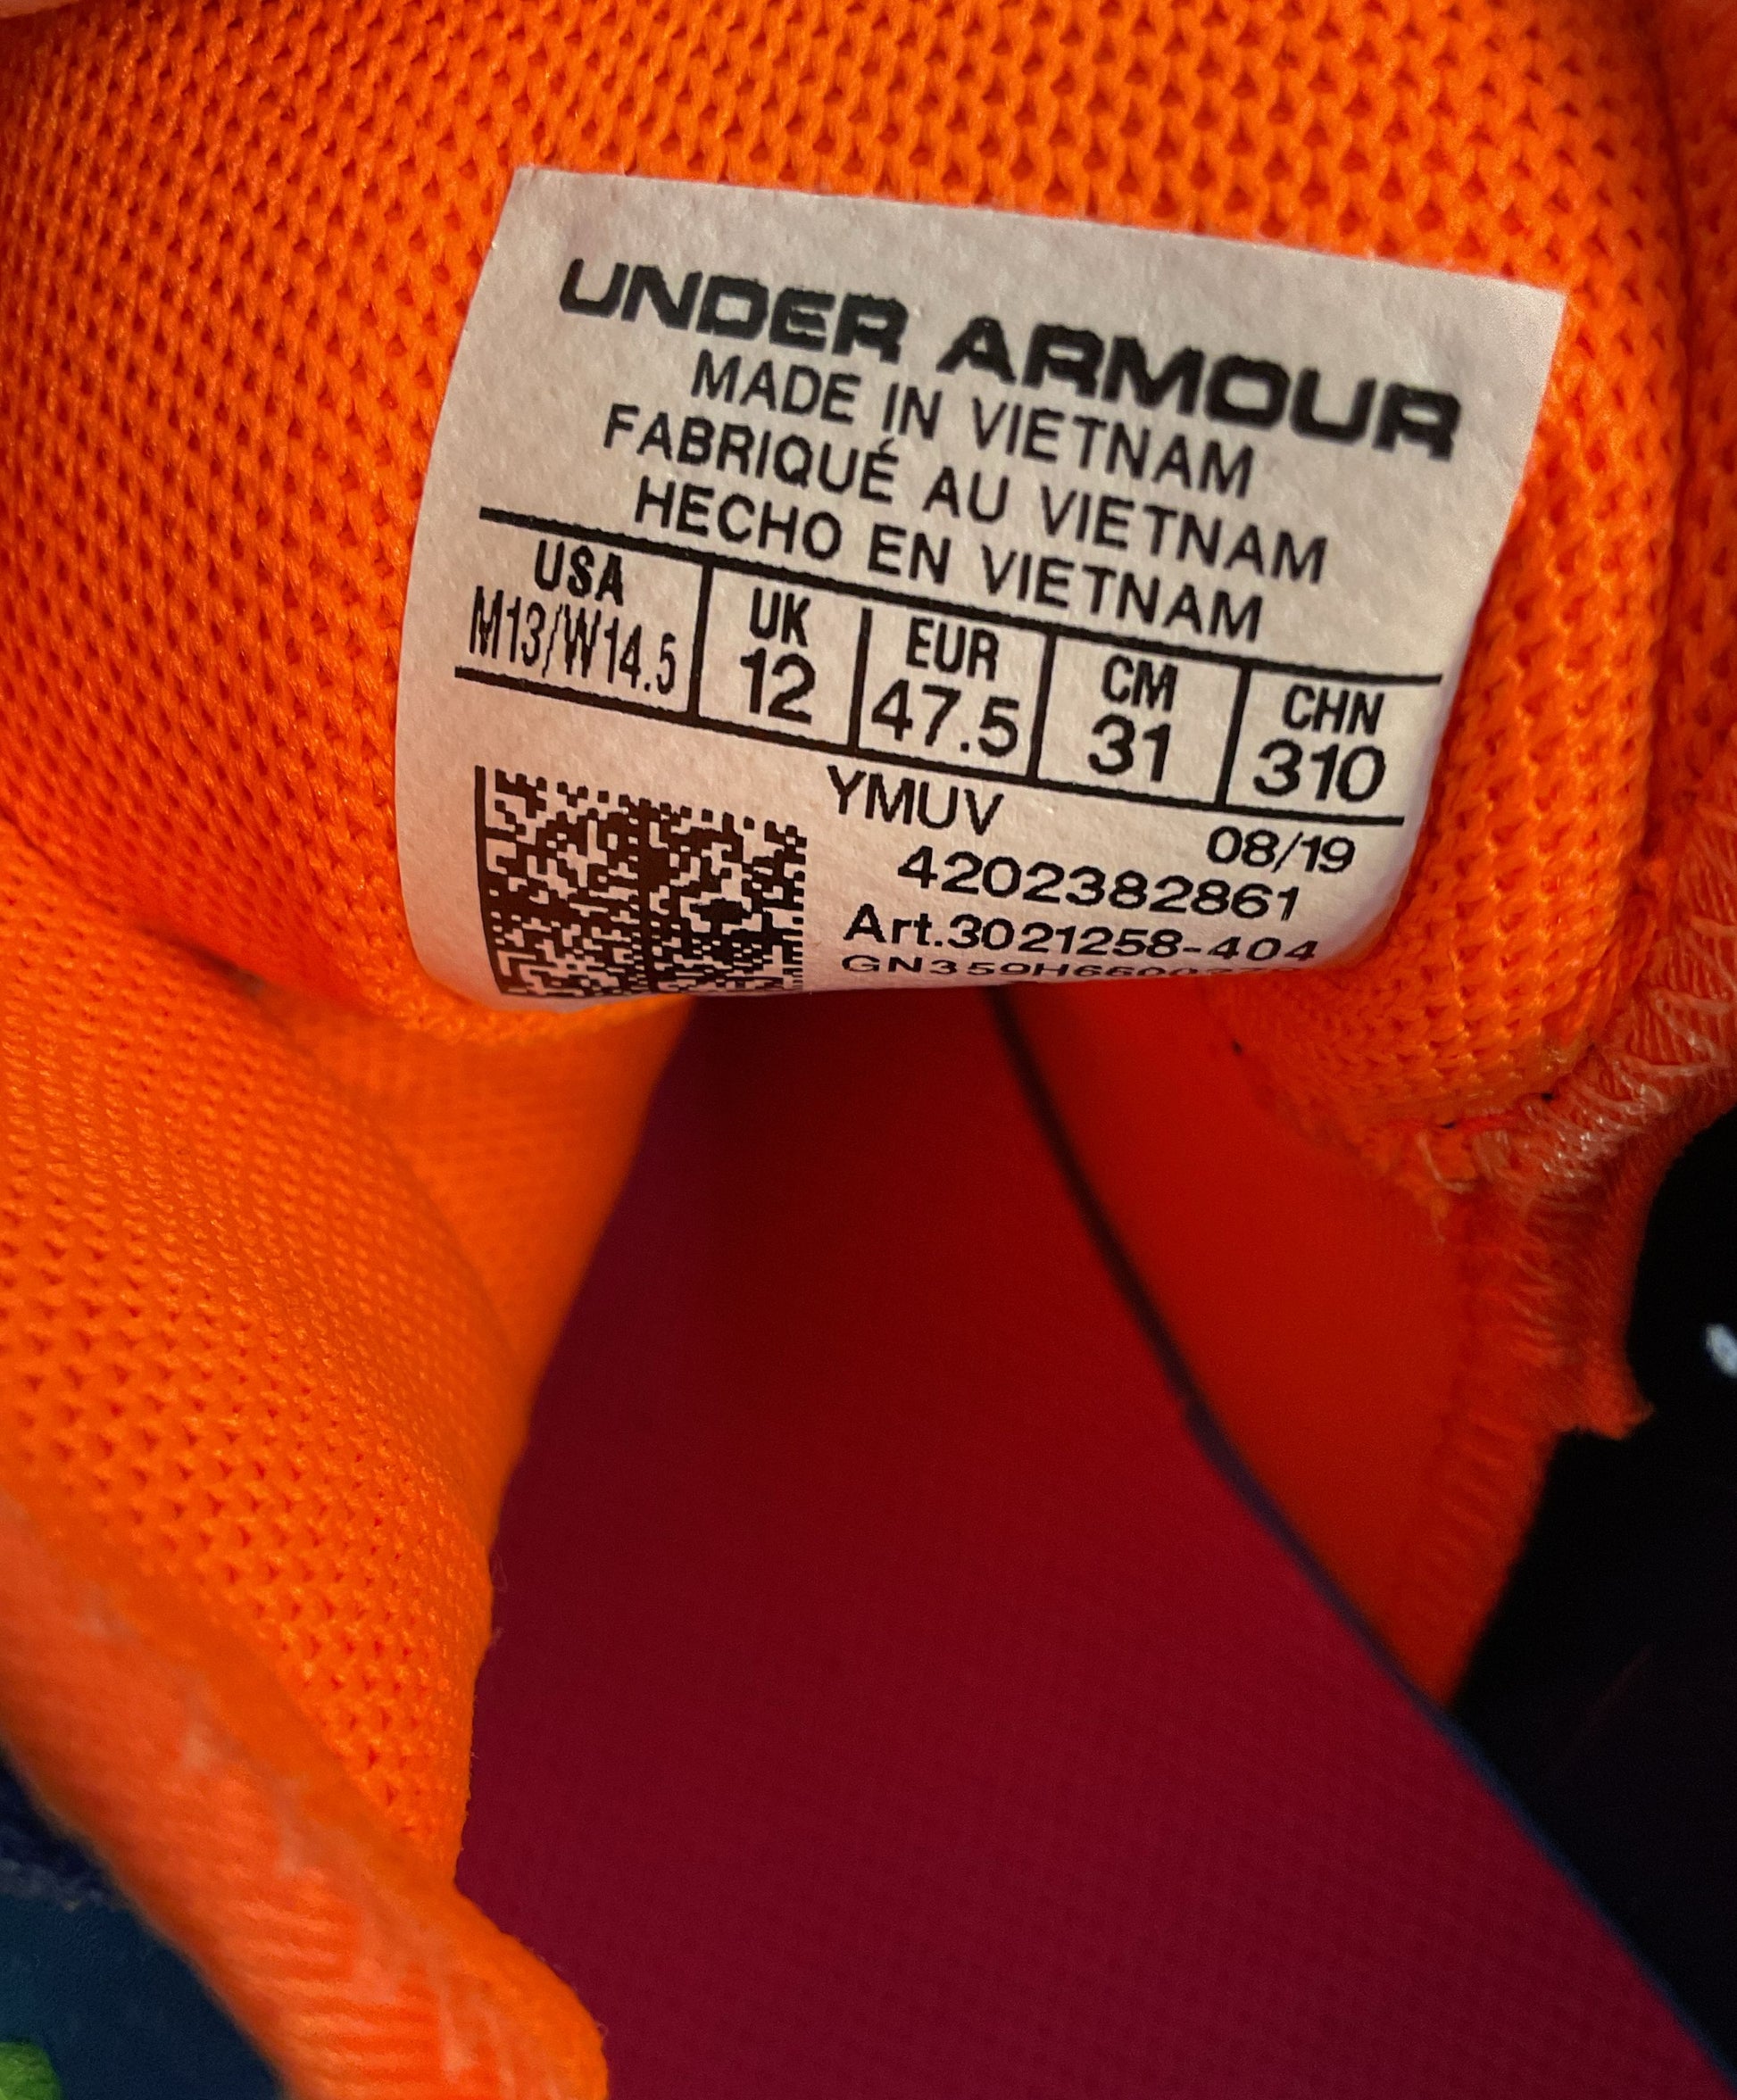 UNDER ARMOUR
MADE IN VIETNAM
FABRIQUÉ AU VIETNAM
HECHO EN VIETNAM
USA UK EUR CM CHN
M13/W14.5 12 47.5 31 310
YMUV
08/19
4202382861
Art.3021258-404